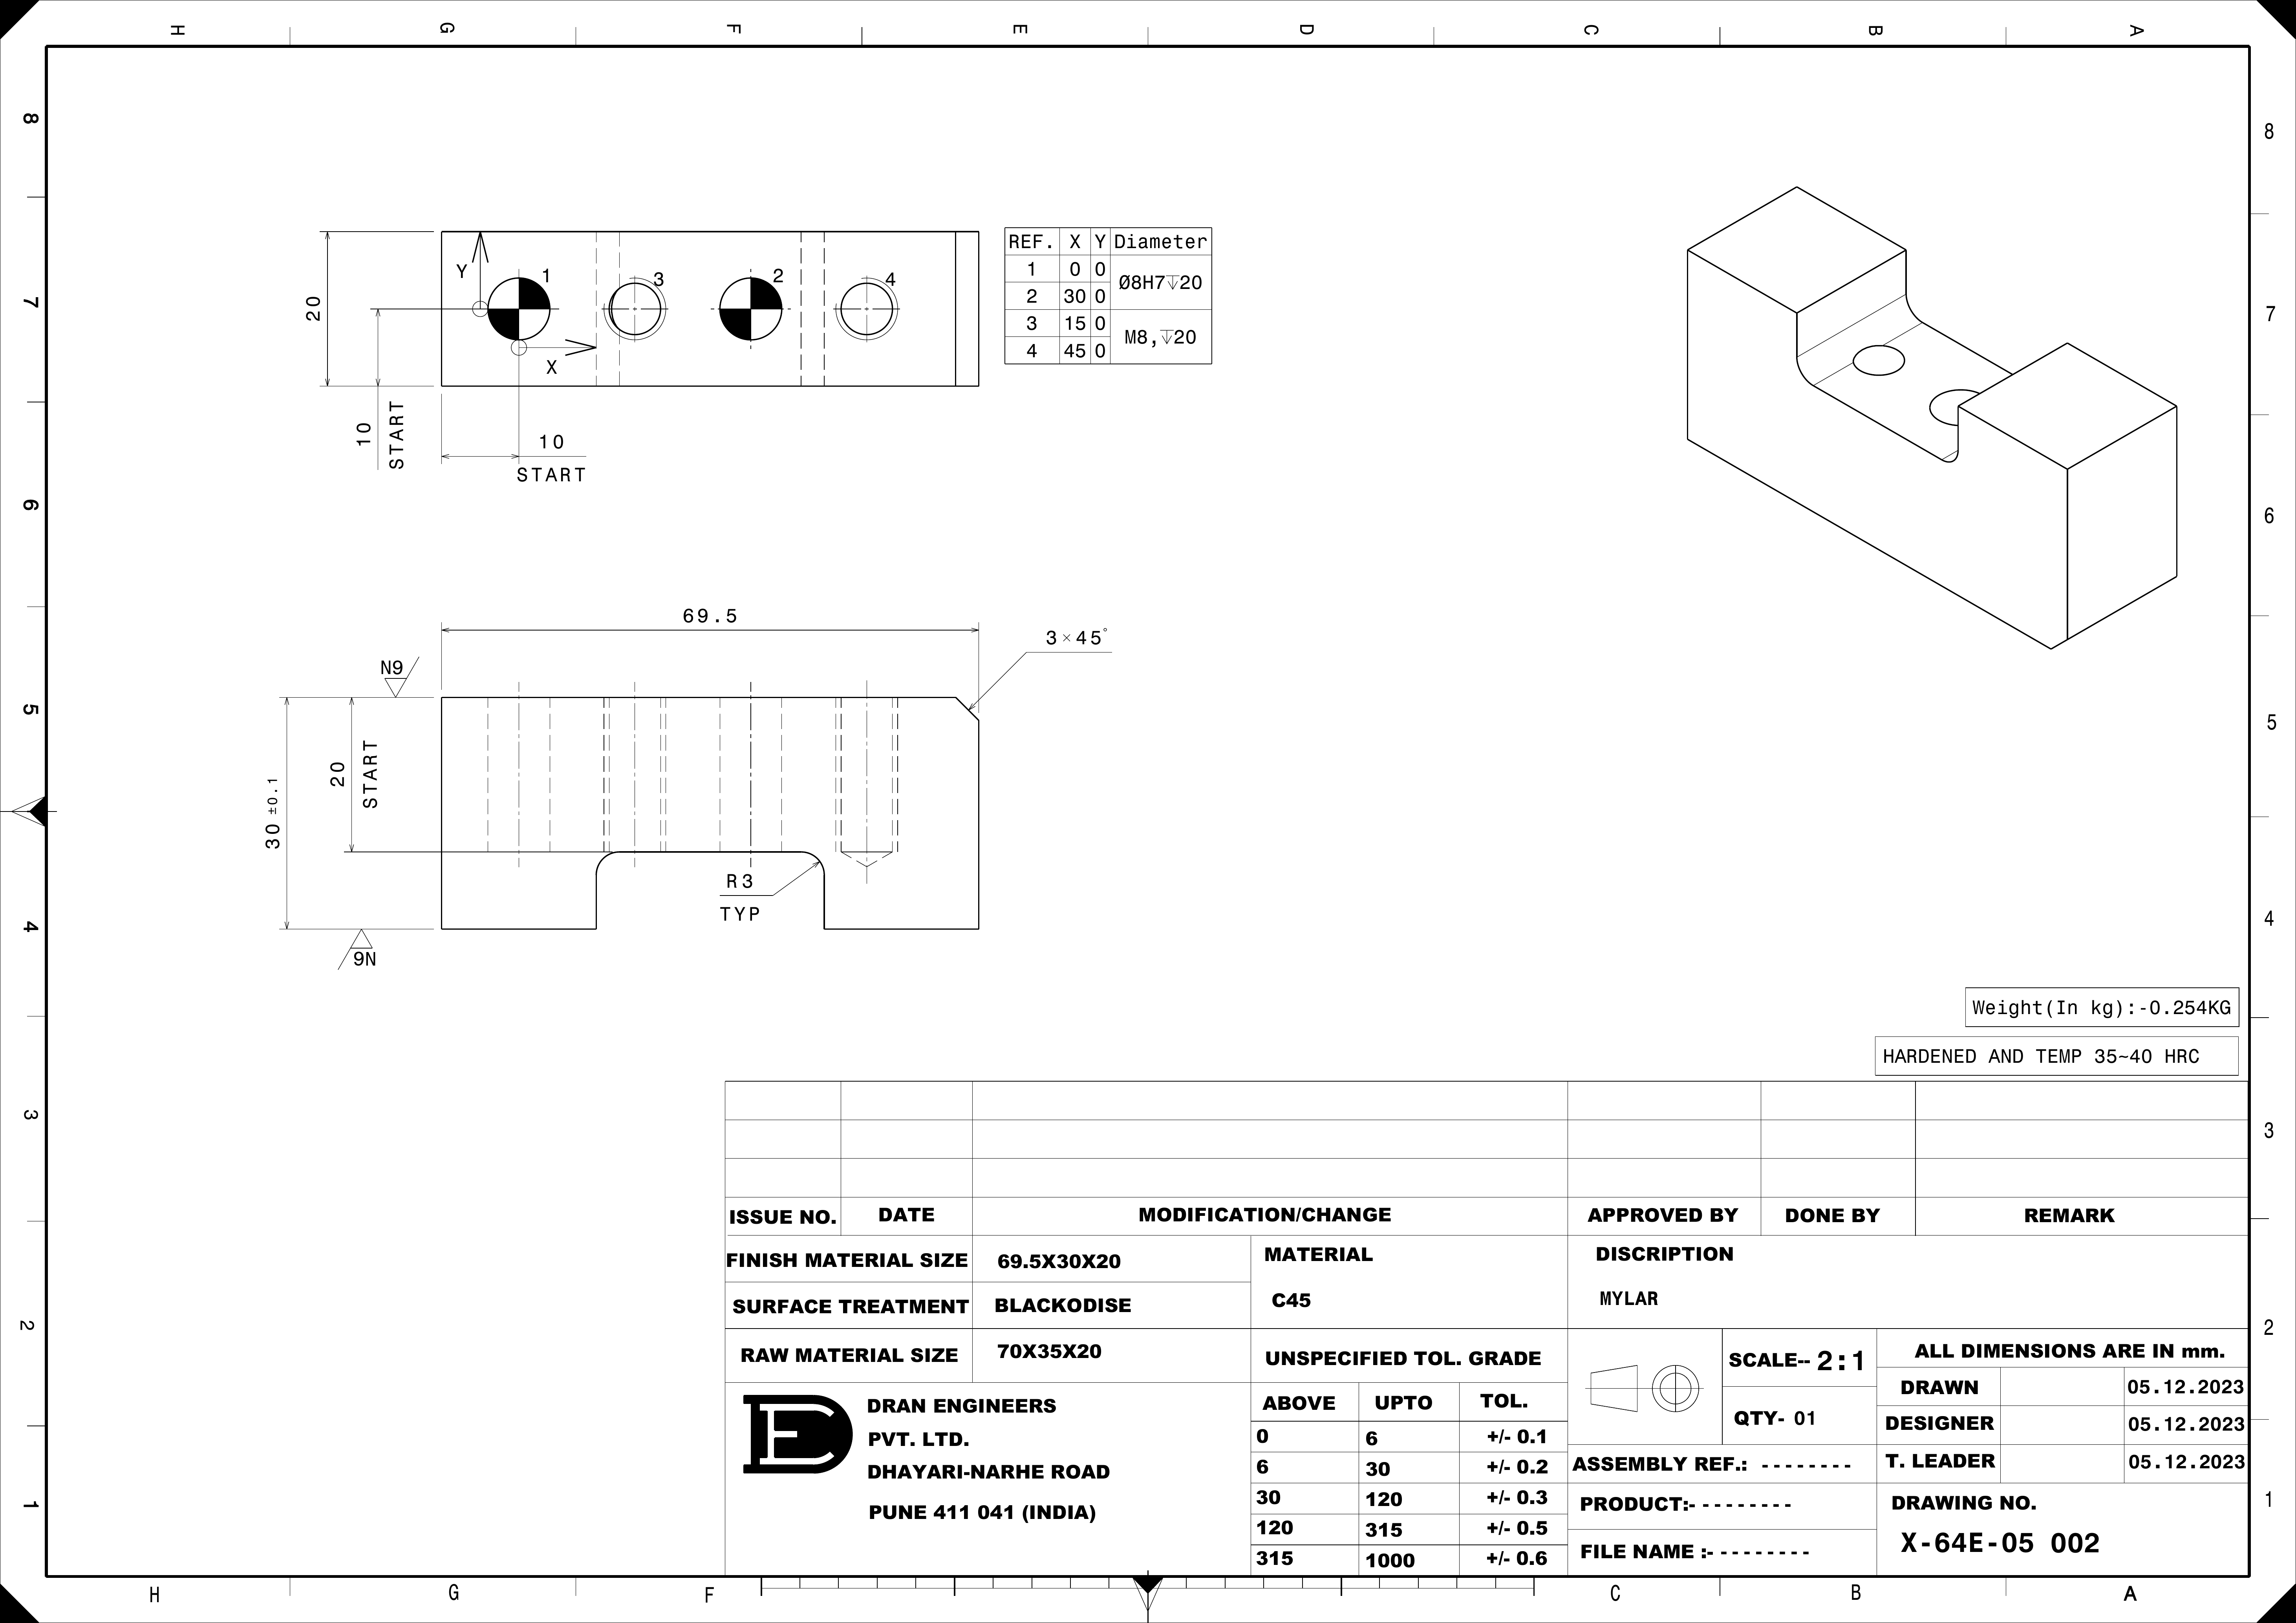 H G F E D C B A
8
7
6
5
4
3
2
1
8
7
6
5
4
3
2
1
20
Y
X
1
3
2
4
10
START
10
START
REF. X Y Diameter
1 0 0 Ø8H7↧20
2 30 0
3 15 0 M8,↧20
4 45 0
69.5
3×45°
N9
20
START
30 ±0.1
R3
TYP
9N
Weight(In kg):-0.254KG
HARDENED AND TEMP 35~40 HRC
ISSUE NO. DATE MODIFICATION/CHANGE APPROVED BY DONE BY REMARK
FINISH MATERIAL SIZE 69.5X30X20
SURFACE TREATMENT BLACKODISE
RAW MATERIAL SIZE 70X35X20
MATERIAL
C45
DISCRIPTION
MYLAR
DRAN ENGINEERS
PVT. LTD.
DHAYARI-NARHE ROAD
PUNE 411 041 (INDIA)
UNSPECIFIED TOL. GRADE
ABOVE UPTO TOL.
0 6 +/- 0.1
6 30 +/- 0.2
30 120 +/- 0.3
120 315 +/- 0.5
315 1000 +/- 0.6
SCALE-- 2:1
QTY- 01
ALL DIMENSIONS ARE IN mm.
DRAWN 05.12.2023
DESIGNER 05.12.2023
T. LEADER 05.12.2023
ASSEMBLY REF.: --------
PRODUCT:- --------
FILE NAME :- --------
DRAWING NO.
X-64E-05 002
H G F C B A